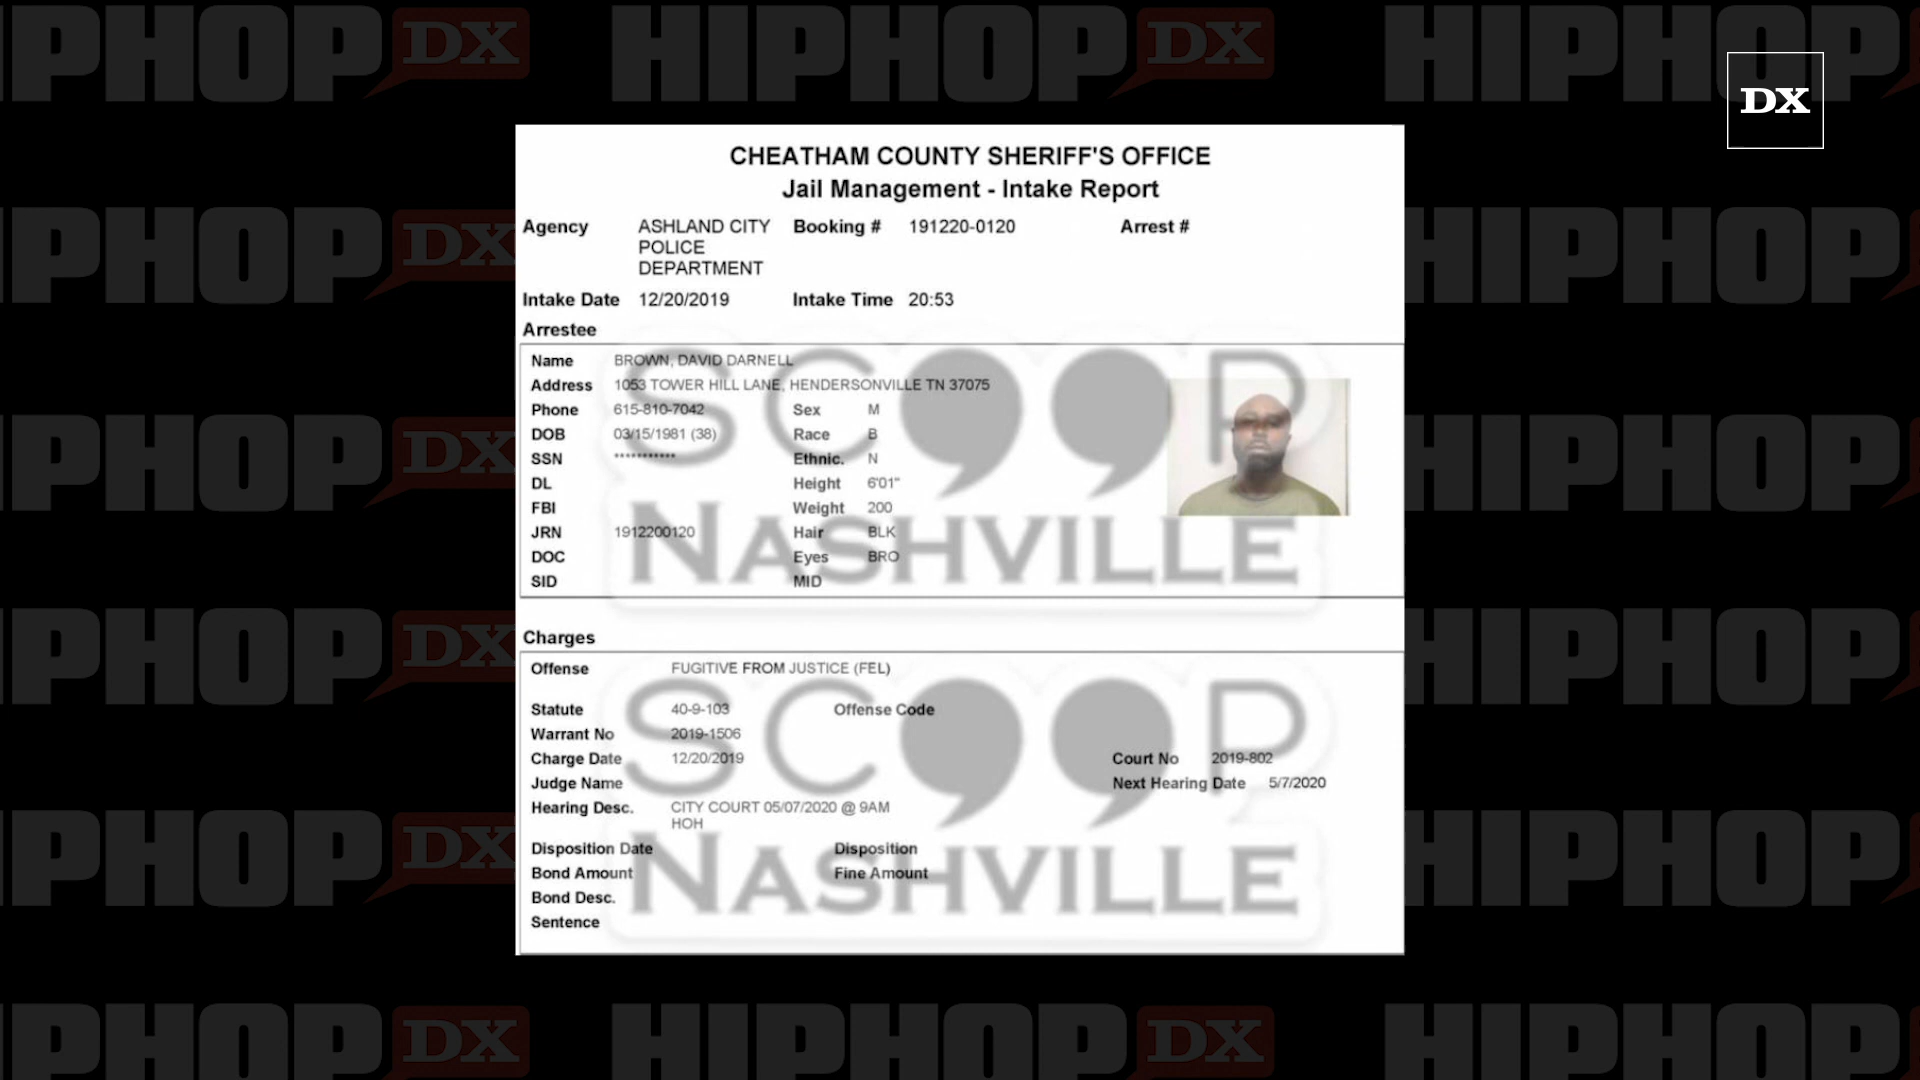 HIPHOPDX
DX
CHEATHAM COUNTY SHERIFF'S OFFICE
Jail Management - Intake Report
Agency ASHLAND CITY POLICE DEPARTMENT Booking # 191220-0120 Arrest #
Intake Date 12/20/2019 Intake Time 20:53
Arrestee
Name BROWN, DAVID DARNELL
Address 1053 TOWER HILL LANE, HENDERSONVILLE TN 37075
Phone 615-810-7042 Sex M
DOB 03/15/1981 (38) Race B
SSN *********** Ethnic. N
DL Height 6'01"
FBI Weight 200
JRN 1912200120 Hair BLK
DOC Eyes BRO
SID MID
SCOOP
NASHVILLE
Charges
Offense FUGITIVE FROM JUSTICE (FEL)
Statute 40-9-103 Offense Code
Warrant No 2019-1506
Charge Date 12/20/2019 Court No 2019-802
Judge Name Next Hearing Date 5/7/2020
Hearing Desc. CITY COURT 05/07/2020 @ 9AM
HOH
Disposition Date Disposition
Bond Amount Fine Amount
Bond Desc.
Sentence
SCOOP
NASHVILLE